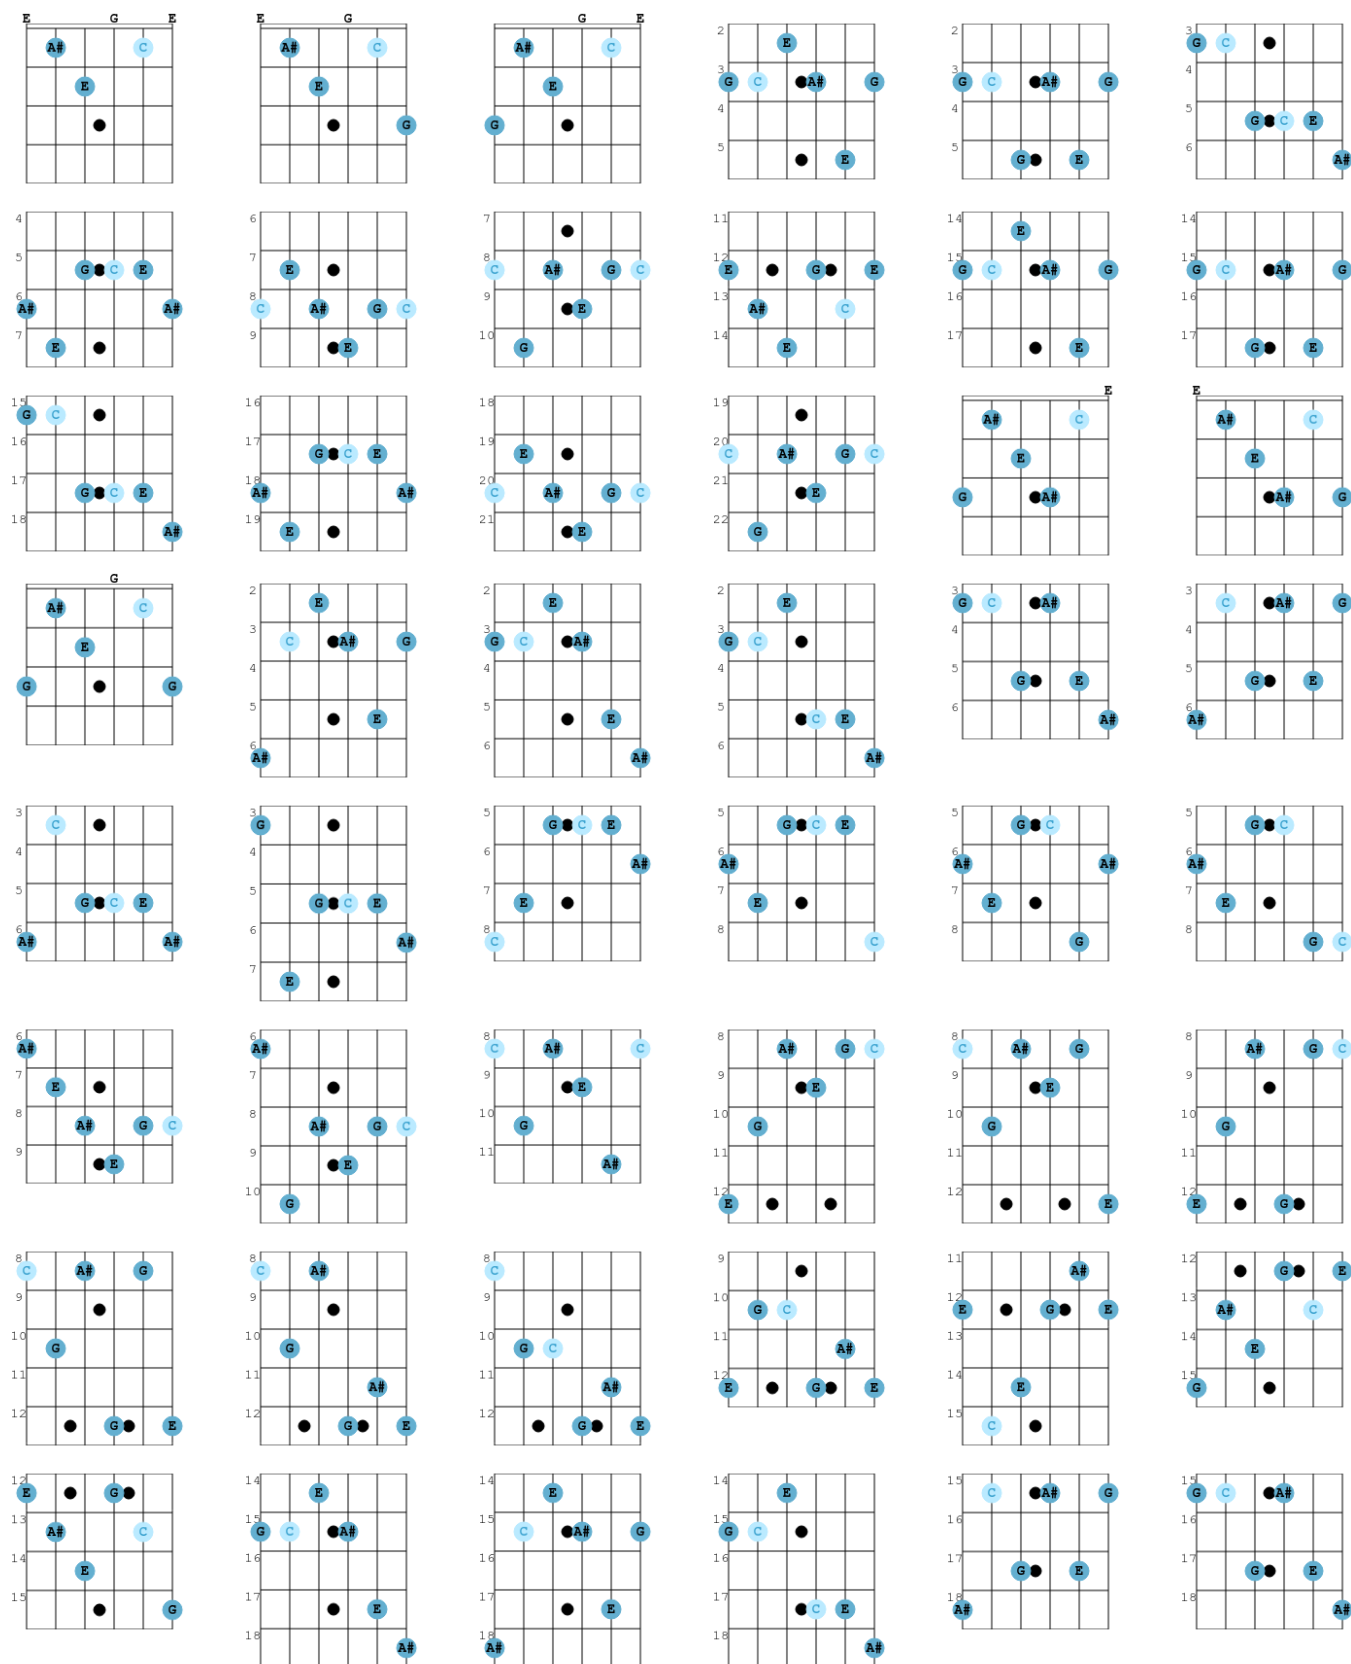 E G E
A# C
E
E G
A# C
E
G
G E
A# C
E
G
2 E
3 G C A# G
4
5 E
2
3 G C A# G
4
5 G E
3 G C
4
5 G C E
6 A#
4
5 G C E
6 A# A#
7 E
6
7 E
8 C A# G C
9 E
7
8 C A# G C
9 E
10 G
11
12 E G E
13 A# C
14 E
14 E
15 G C A# G
16
17 E
14
15 G C A# G
16
17 G E
15 G C
16
17 G C E
18 A#
16
17 G C E
18 A# A#
19 E
18
19 E
20 C A# G C
21 E
19
20 C A# G C
21 E
22 G
E
A# C
E
G A#
E
A# C
E
A# G
G
A# C
E
G G
2 E
3 C A# G
4
5 E
6 A#
2 E
3 G C A#
4
5 E
6 A#
2 E
3 G C
4
5 C E
6 A#
3 G C A#
4
5 G E
6 A#
3 C A# G
4
5 G E
6 A#
3 C
4
5 G C E
6 A# A#
3 G
4
5 G C E
6 A#
7 E
5 G C E
6 A#
7 E
8 C
5 G C E
6 A#
7 E
8 C
5 G C
6 A# A#
7 E
8 G
5 G C
6 A#
7 E
8 G C
6 A#
7 E
8 A# G C
9 E
6 A#
7
8 A# G C
9 E
10 G
8 C A# C
9 E
10 G
11 A#
8 A# G C
9 E
10 G
11
12 E
8 C A# G
9 E
10 G
11
12 E
8 A# G C
9
10 G
11
12 E G
8 C A# G
9
10 G
11
12 G E
8 C A#
9
10 G
11 A#
12 G E
8 C
9
10 G C
11 A#
12 G E
9
10 G C
11 A#
12 E G E
11 A#
12 E G E
13
14 E
15 C
12 G E
13 A# C
14 E
15 G
12 E G
13 A# C
14 E
15 G
14 E
15 G C A#
16
17 E
18 A#
14 E
15 C A# G
16
17 E
18 A#
14 E
15 G C
16
17 C E
18 A#
15 C A# G
16
17 G E
18 A#
15 G C A#
16
17 G E
18 A#